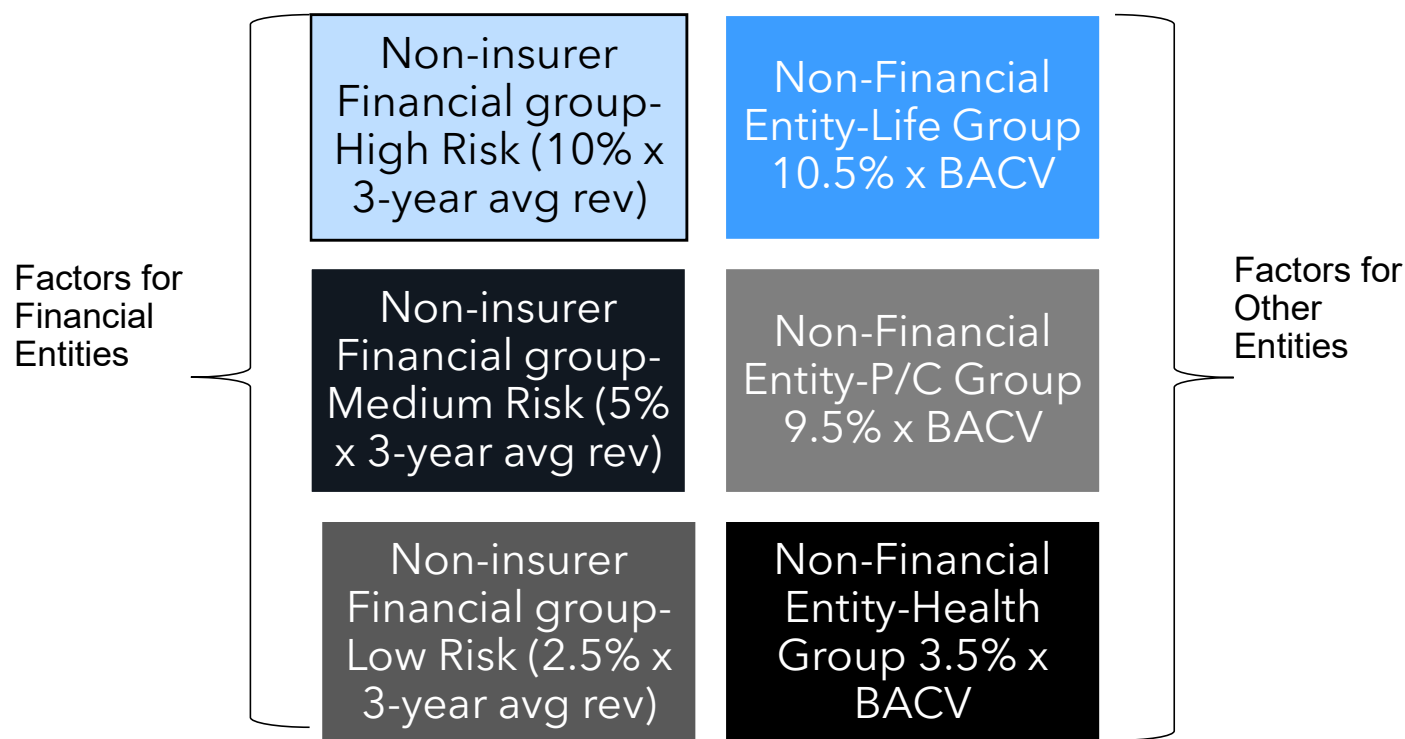 Factors for
Financial
Entities
Non-insurer
Financial group-
High Risk (10% x
3-year avg rev)
Non-insurer
Financial group-
Medium Risk (5%
x 3-year avg rev)
Non-insurer
Financial group-
Low Risk (2.5% x
3-year avg rev)
Non-Financial
Entity-Life Group
10.5% x BACV
Non-Financial
Entity-P/C Group
9.5% x BACV
Non-Financial
Entity-Health
Group 3.5% x
BACV
Factors for
Other
Entities